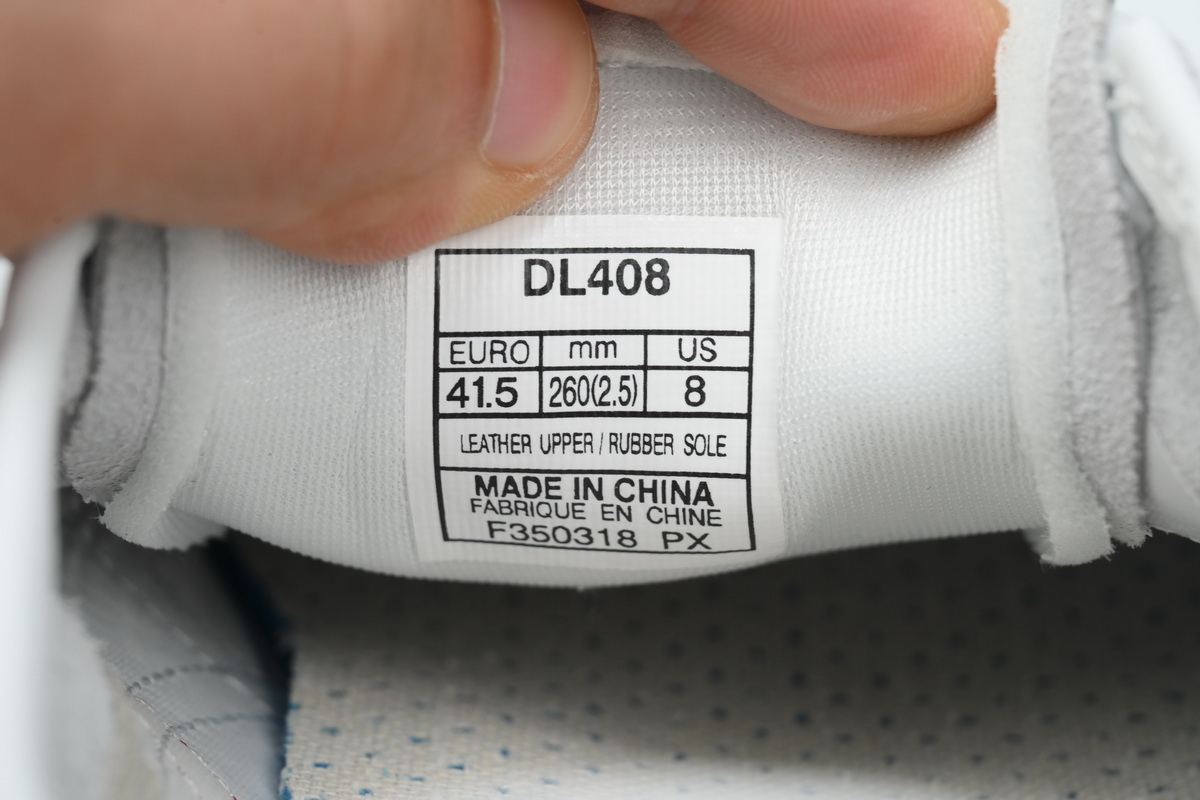 DL408
EURO mm US
41.5 260(2.5) 8
LEATHER UPPER / RUBBER SOLE
MADE IN CHINA
FABRIQUE EN CHINE
F350318 PX